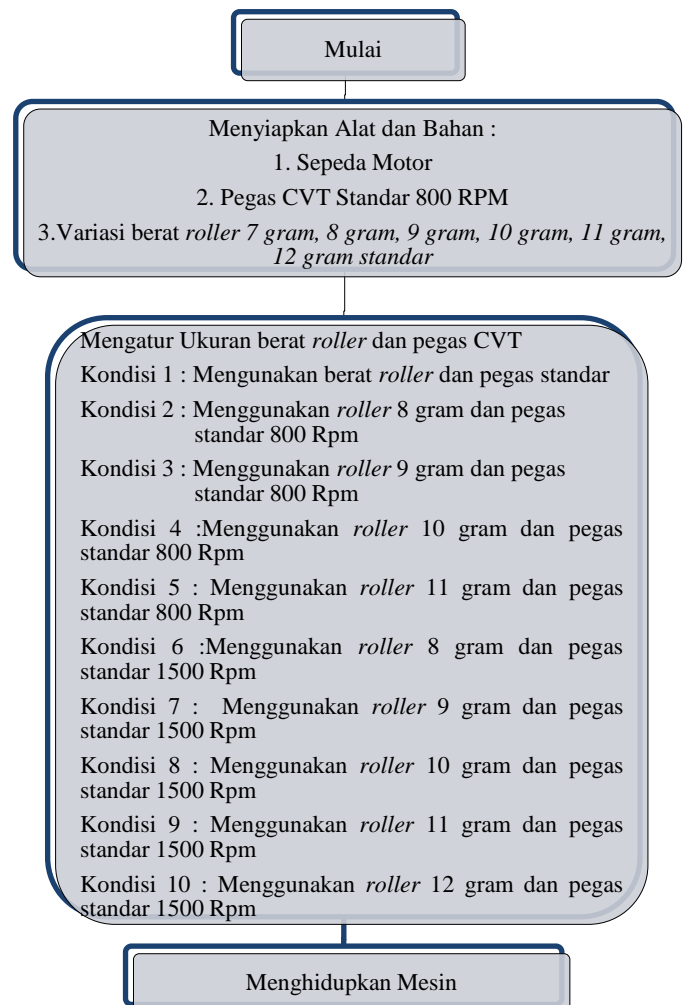 Mulai
Menyiapkan Alat dan Bahan :
1. Sepeda Motor
2. Pegas CVT Standar 800 RPM
3.Variasi berat roller 7 gram, 8 gram, 9 gram, 10 gram, 11 gram,
12 gram standar
Mengatur Ukuran berat roller dan pegas CVT
Kondisi 1 : Mengunakan berat roller dan pegas standar
Kondisi 2 : Menggunakan roller 8 gram dan pegas
standar 800 Rpm
Kondisi 3 : Menggunakan roller 9 gram dan pegas
standar 800 Rpm
Kondisi 4 :Menggunakan roller 10 gram dan pegas
standar 800 Rpm
Kondisi 5 : Menggunakan roller 11 gram dan pegas
standar 800 Rpm
Kondisi 6 :Menggunakan roller 8 gram dan pegas
standar 1500 Rpm
Kondisi 7 : Menggunakan roller 9 gram dan pegas
standar 1500 Rpm
Kondisi 8 : Menggunakan roller 10 gram dan pegas
standar 1500 Rpm
Kondisi 9 : Menggunakan roller 11 gram dan pegas
standar 1500 Rpm
Kondisi 10 : Menggunakan roller 12 gram dan pegas
standar 1500 Rpm
Menghidupkan Mesin